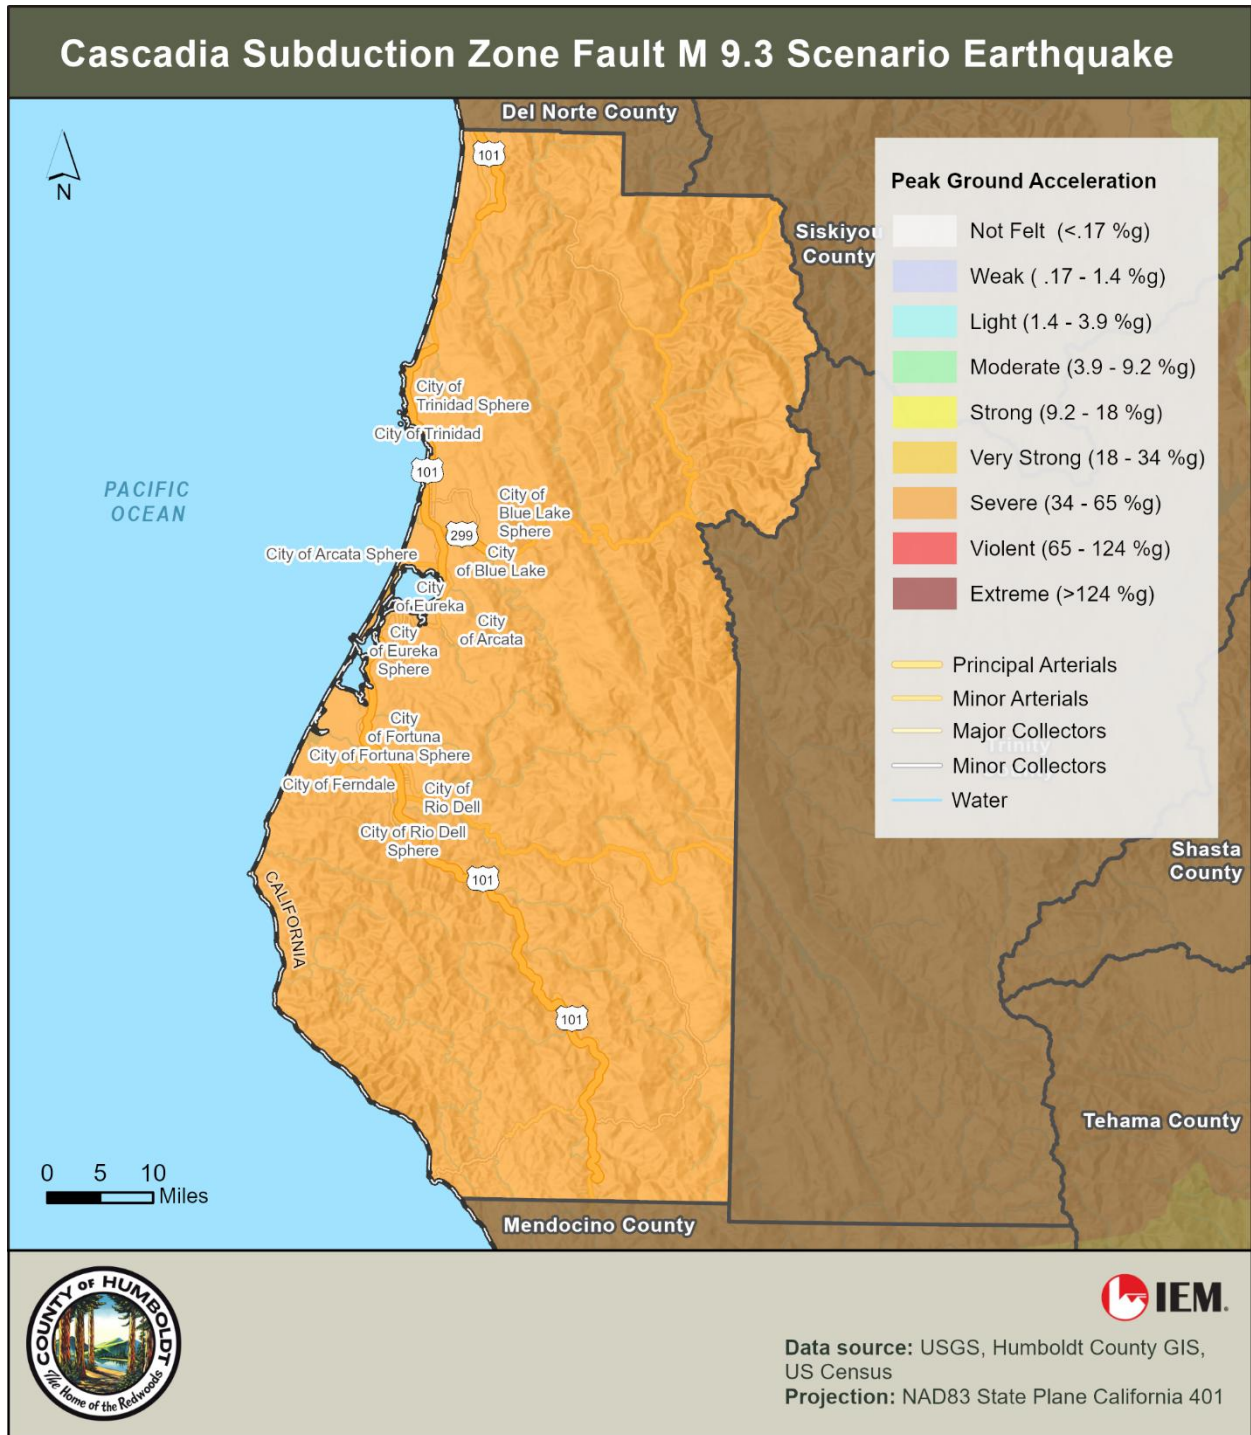 Cascadia Subduction Zone Fault M 9.3 Scenario Earthquake
Del Norte County
101
N
Peak Ground Acceleration
Not Felt (<.17 %g)
Weak ( .17 - 1.4 %g)
Light (1.4 - 3.9 %g)
Moderate (3.9 - 9.2 %g)
Strong (9.2 - 18 %g)
Very Strong (18 - 34 %g)
Severe (34 - 65 %g)
Violent (65 - 124 %g)
Extreme (>124 %g)
Principal Arterials
Minor Arterials
Major Collectors
Minor Collectors
Water
Siskiyou
County
Trinity
City of
Trinidad Sphere
City of Trinidad
101
PACIFIC
OCEAN
City of
Blue Lake
Sphere
299
City of Arcata Sphere
City
of Blue Lake
City
of Eureka
City
of Arcata
City
of Eureka
Sphere
City
of Fortuna
City of Fortuna Sphere
City of Ferndale
City of
Rio Dell
City of Rio Dell
Sphere
101
CALIFORNIA
Shasta
County
101
Tehama County
0 5 10
Miles
Mendocino County
COUNTY OF HUMBOLDT
The Home of the Redwoods
IEM.
Data source: USGS, Humboldt County GIS,
US Census
Projection: NAD83 State Plane California 401